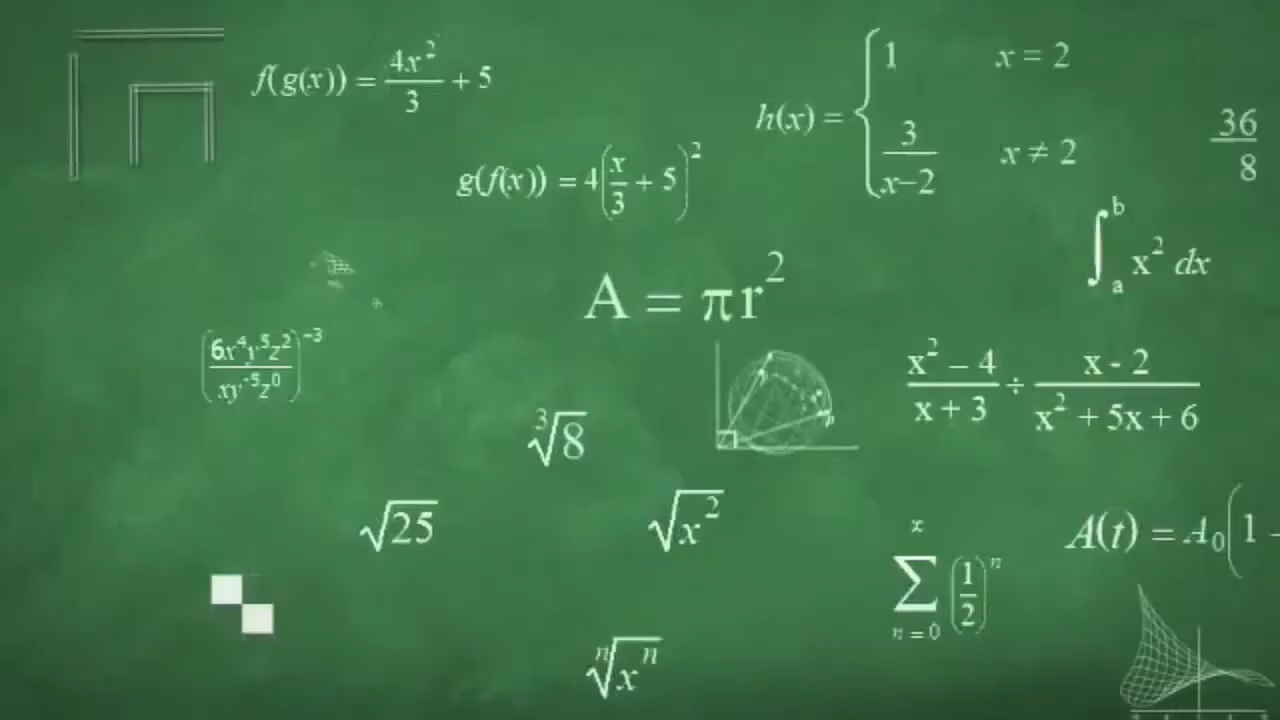 f(g(x)) = 4x²/3 + 5
h(x) = { 1 x = 2
3/(x−2) x ≠ 2
36/8
g(f(x)) = 4(x/3 + 5)²
∫ₐᵇ x² dx
A = πr²
(6x⁴y⁵z²/xy⁻⁵z⁰)⁻³
(x² – 4)/(x + 3) ÷ (x - 2)/(x² + 5x + 6)
∛8
√25
√x²
A(t) = A₀(1
x
∑ (1/2)ⁿ
n = 0
ⁿ√xⁿ